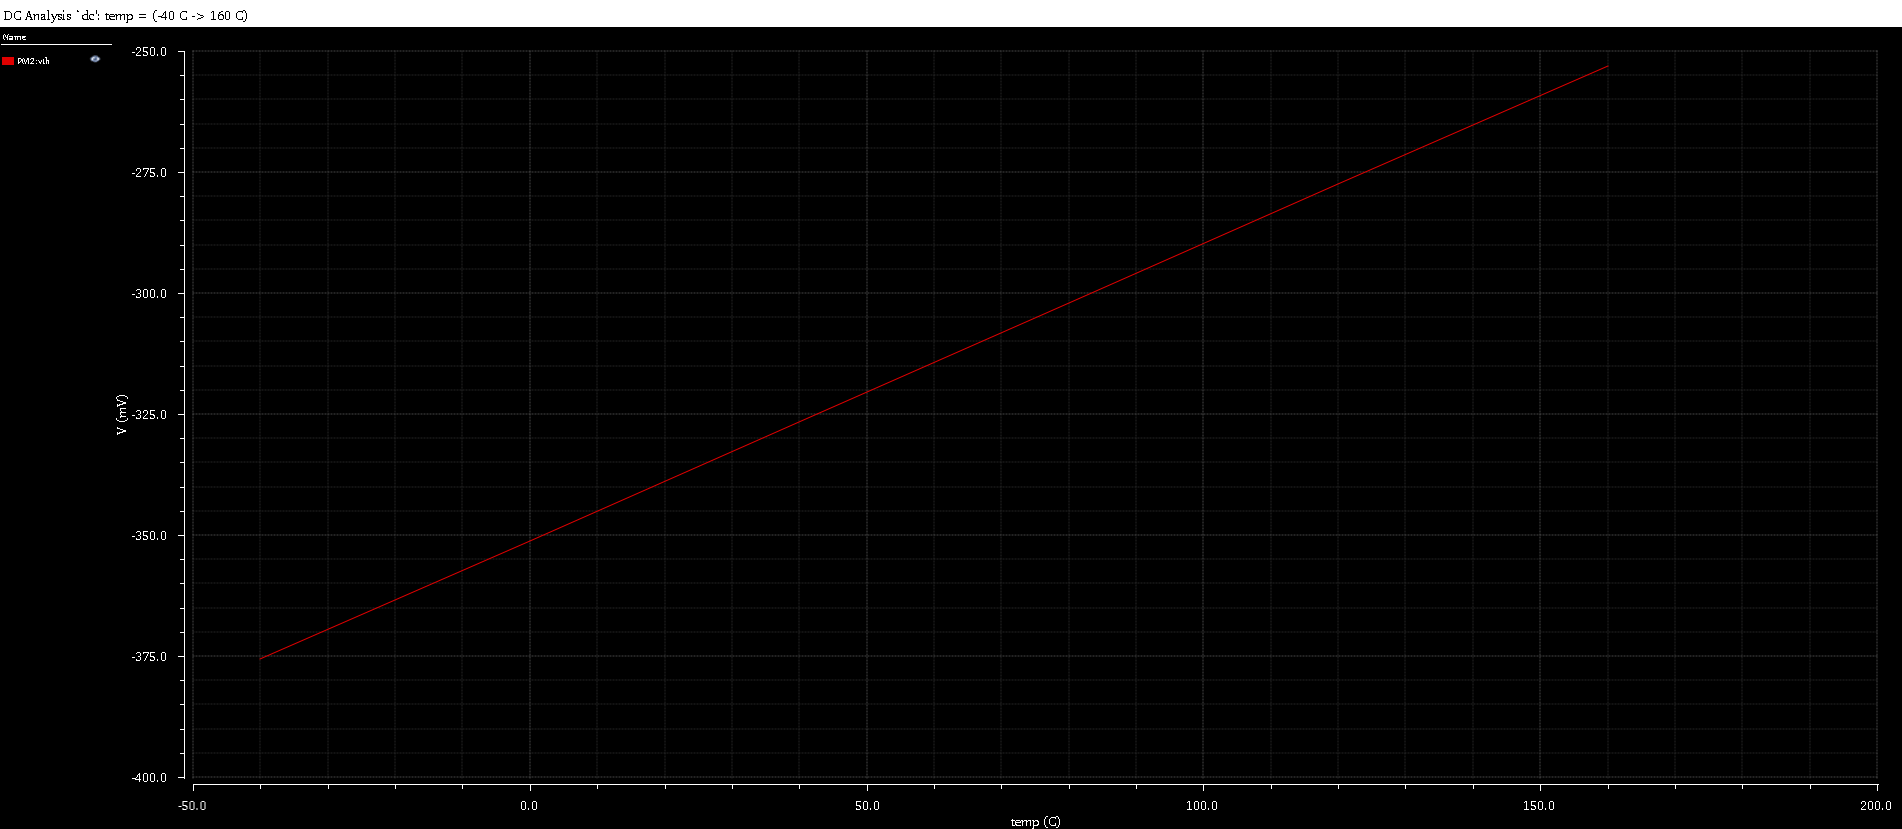 DC Analysis `dc': temp = (-40 C -> 160 C)
Name
PM2:vth
-250.0
-275.0
-300.0
-325.0
-350.0
-375.0
-400.0
V (mV)
-50.0 0.0 50.0 100.0 150.0 200.0
temp (C)